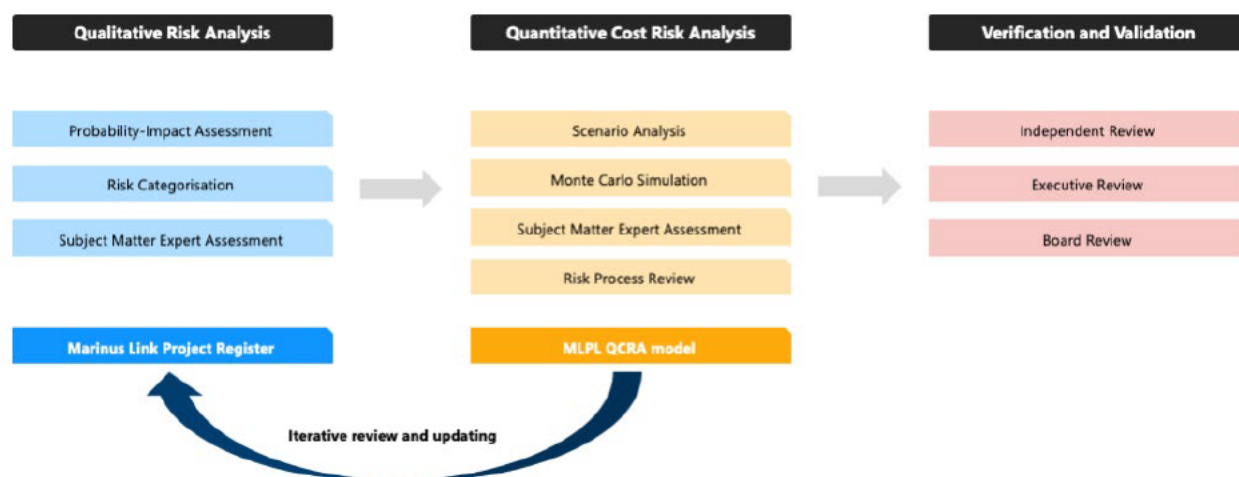 Qualitative Risk Analysis
Quantitative Cost Risk Analysis
Verification and Validation
Probability-Impact Assessment
Risk Categorisation
Subject Matter Expert Assessment
Marinus Link Project Register
Scenario Analysis
Monte Carlo Simulation
Subject Matter Expert Assessment
Risk Process Review
MLPL QCRA model
Independent Review
Executive Review
Board Review
Iterative review and updating